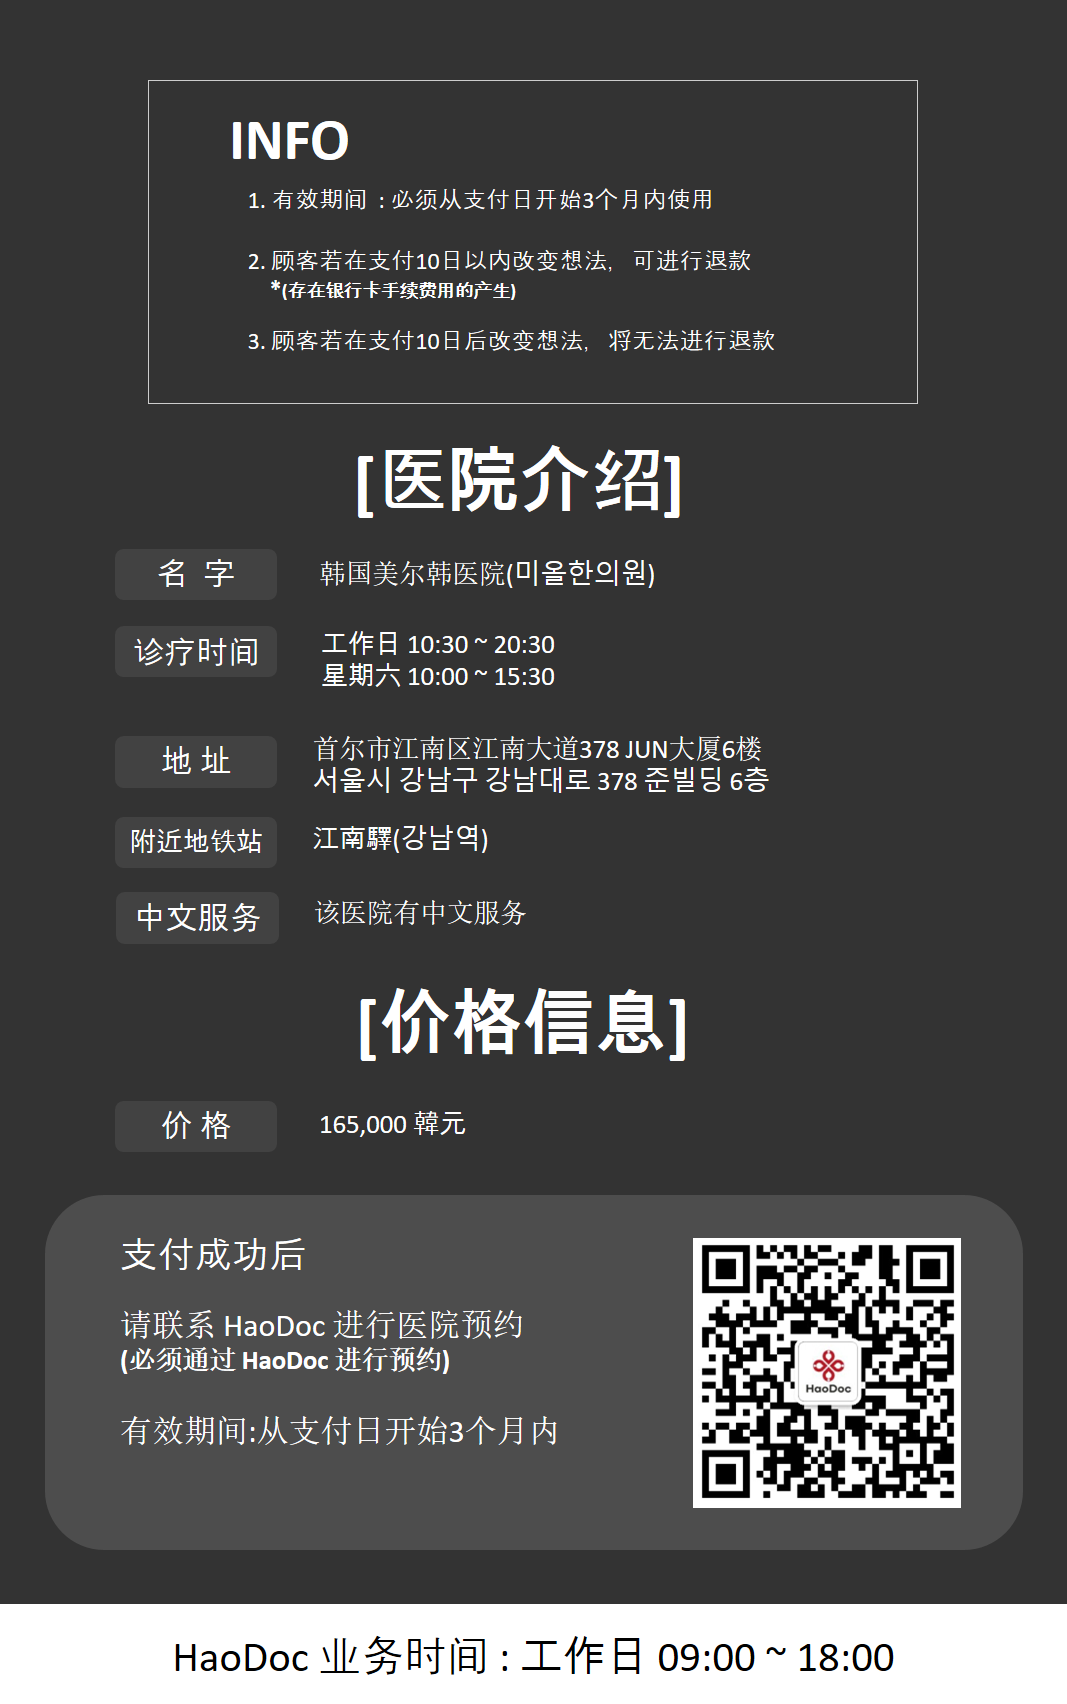 INFO
1. 有效期间 : 必须从支付日开始3个月内使用
2. 顾客若在支付10日以内改变想法, 可进行退款
*(存在银行卡手续费用的产生)
3. 顾客若在支付10日后改变想法, 将无法进行退款
[医院介绍]
名 字 韩国美尔韩医院(미올한의원)
诊疗时间 工作日 10:30 ~ 20:30
星期六 10:00 ~ 15:30
地 址 首尔市江南区江南大道378 JUN大厦6楼
서울시 강남구 강남대로 378 준빌딩 6층
附近地铁站 江南驛(강남역)
中文服务 该医院有中文服务
[价格信息]
价 格 165,000 韓元
支付成功后
请联系 HaoDoc 进行医院预约
(必须通过 HaoDoc 进行预约)
有效期间:从支付日开始3个月内
HaoDoc
HaoDoc 业务时间 : 工作日 09:00 ~ 18:00